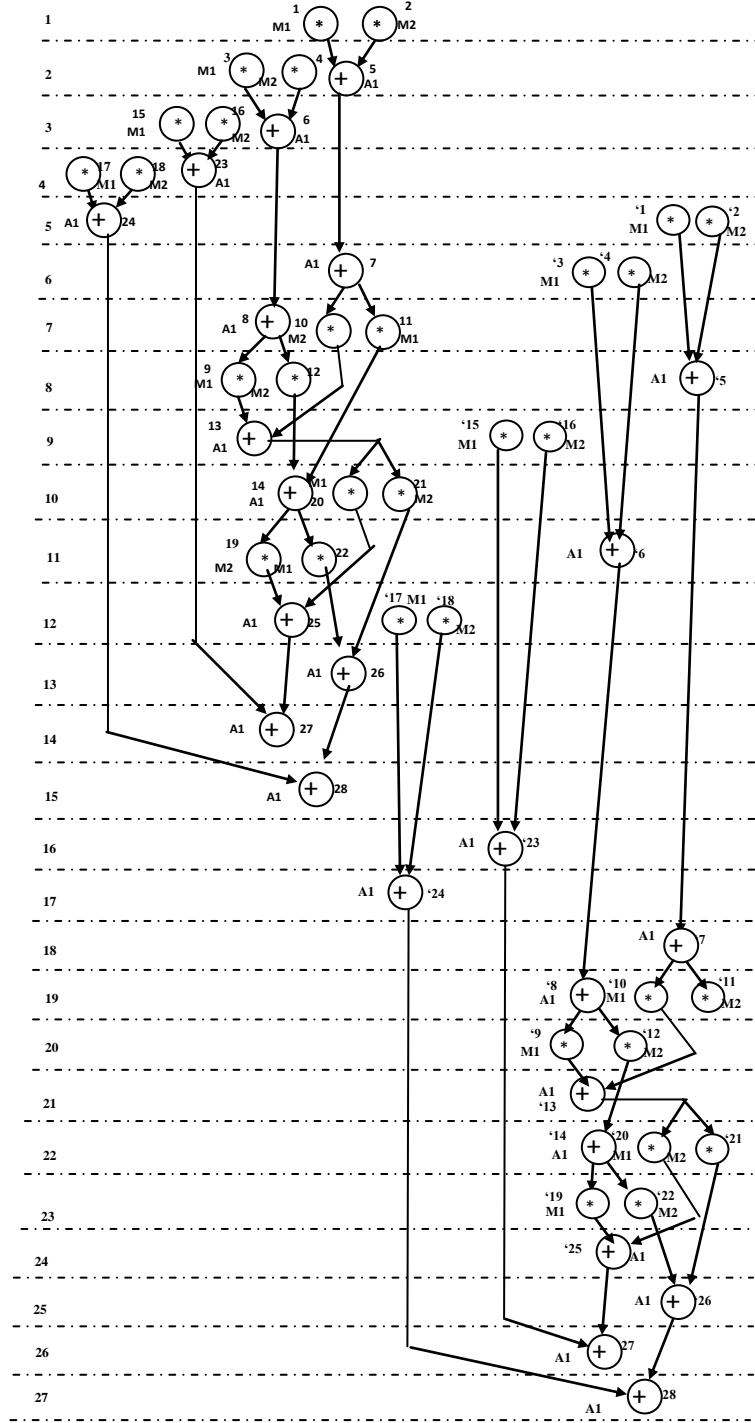 1 2
1 M1 * * M2
3 4 5
2 M1 * M2 * + A1
15 16 6
3 M1 * * M2 + A1
17 18 23
4 * M1 * M2 + A1
5 A1 + 24 ‘1 M1 * * ‘2 M2
6 A1 + 7 ‘3 M1 * ‘4 * M2
7 A1 8 + 10 M2 * * 11 M1
8 9 M1 * M2 * 12 A1 + ‘5
9 13 A1 + ‘15 M1 * * ‘16 M2
10 14 A1 + M1 20 * * 21 M2
11 19 M2 * M1 * 22 A1 + ‘6
12 A1 + 25 ‘17 M1 * ‘18 * M2
13 A1 + 26
14 A1 + 27
15 A1 + 28
16 A1 + ‘23
17 A1 + ‘24
18 A1 + ‘7
19 ‘8 A1 + ‘10 M1 * * ‘11 M2
20 ‘9 M1 * * ‘12 M2
21 A1 ‘13 +
22 ‘14 A1 + ‘20 M1 * M2 * ‘21
23 ‘19 M1 * * ‘22 M2
24 ‘25 + A1
25 A1 + ‘26
26 A1 + ‘27
27 A1 + ‘28